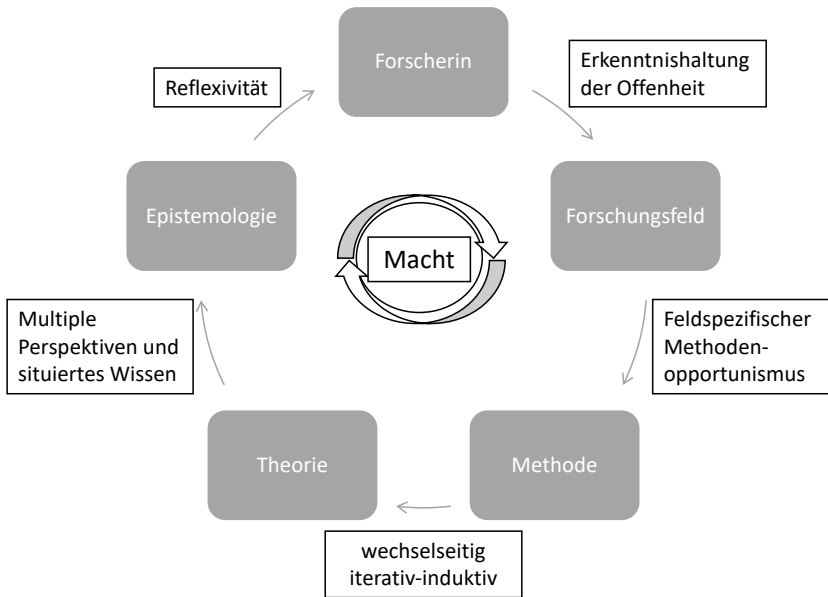 Forscherin
Erkenntnishaltung
der Offenheit
Reflexivität
Epistemologie
Forschungsfeld
Macht
Multiple
Perspektiven und
situiertes Wissen
Feldspezifischer
Methoden-
opportunismus
Theorie
Methode
wechselseitig
iterativ-induktiv